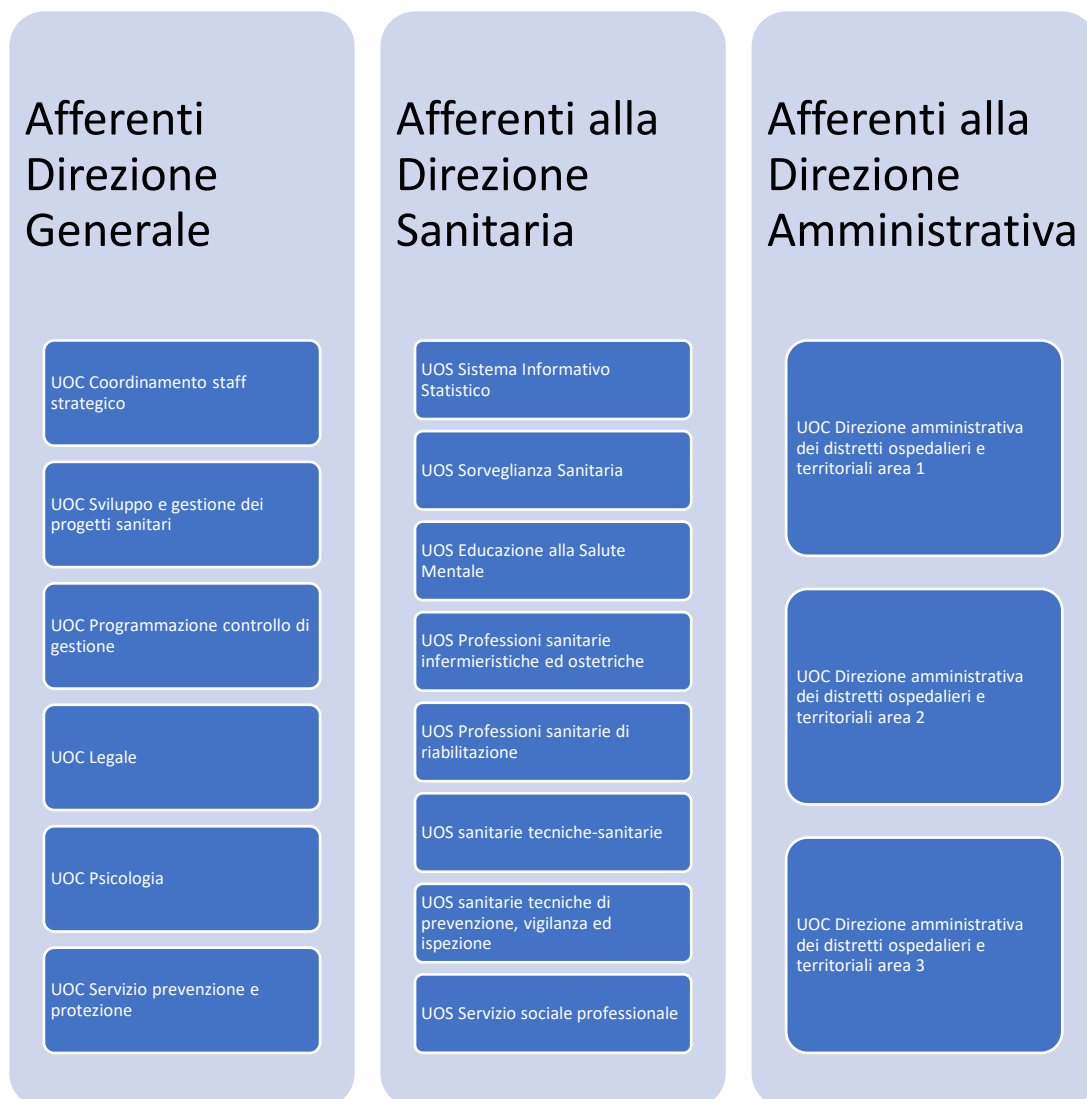 Afferenti
Direzione
Generale
UOC Coordinamento staff
strategico
UOC Sviluppo e gestione dei
progetti sanitari
UOC Programmazione controllo di
gestione
UOC Legale
UOC Psicologia
UOC Servizio prevenzione e
protezione
Afferenti alla
Direzione
Sanitaria
UOS Sistema Informativo
Statistico
UOS Sorveglianza Sanitaria
UOS Educazione alla Salute
Mentale
UOS Professioni sanitarie
infermieristiche ed ostetriche
UOS Professioni sanitarie di
riabilitazione
UOS sanitarie tecniche-sanitarie
UOS sanitarie tecniche di
prevenzione, vigilanza ed
ispezione
UOS Servizio sociale professionale
Afferenti alla
Direzione
Amministrativa
UOC Direzione amministrativa
dei distretti ospedalieri e
territoriali area 1
UOC Direzione amministrativa
dei distretti ospedalieri e
territoriali area 2
UOC Direzione amministrativa
dei distretti ospedalieri e
territoriali area 3